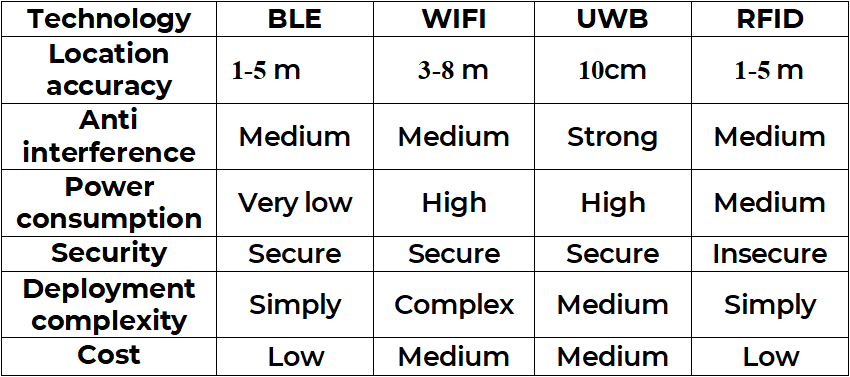 Technology BLE WIFI UWB RFID
Location
accuracy 1-5 m 3-8 m 10cm 1-5 m
Anti
interference Medium Medium Strong Medium
Power
consumption Very low High High Medium
Security Secure Secure Secure Insecure
Deployment
complexity Simply Complex Medium Simply
Cost Low Medium Medium Low